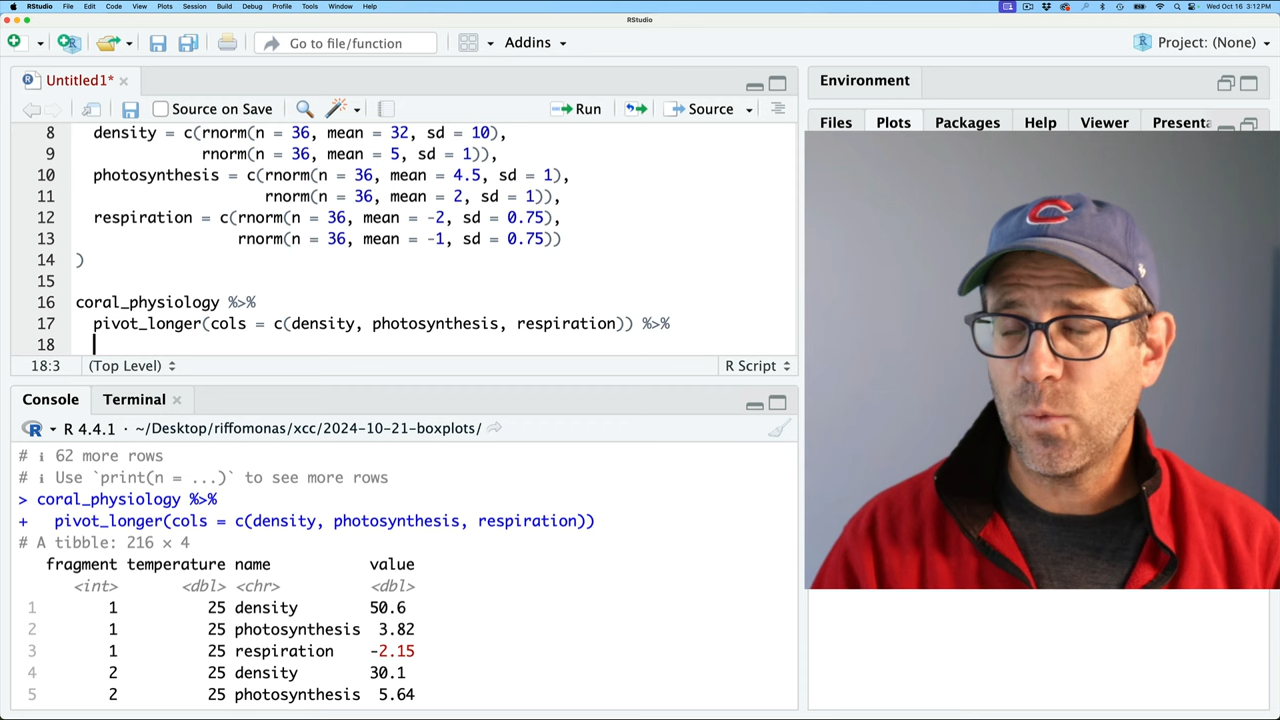 RStudio File Edit Code View Plots Session Build Debug Profile Tools Window Help Wed Oct 16 3:12PM
RStudio
Go to file/function Addins Project: (None)
Untitled1*
Source on Save Run Source
8 density = c(rnorm(n = 36, mean = 32, sd = 10),
9 rnorm(n = 36, mean = 5, sd = 1)),
10 photosynthesis = c(rnorm(n = 36, mean = 4.5, sd = 1),
11 rnorm(n = 36, mean = 2, sd = 1)),
12 respiration = c(rnorm(n = 36, mean = -2, sd = 0.75),
13 rnorm(n = 36, mean = -1, sd = 0.75))
14 )
15
16 coral_physiology %>%
17 pivot_longer(cols = c(density, photosynthesis, respiration)) %>%
18
18:3 (Top Level) R Script
Console Terminal
R 4.4.1 · ~/Desktop/riffomonas/xcc/2024-10-21-boxplots/
# ℹ 62 more rows
# ℹ Use `print(n = ...)` to see more rows
> coral_physiology %>%
+ pivot_longer(cols = c(density, photosynthesis, respiration))
# A tibble: 216 × 4
fragment temperature name value
<int> <dbl> <chr> <dbl>
1 1 25 density 50.6
2 1 25 photosynthesis 3.82
3 1 25 respiration -2.15
4 2 25 density 30.1
5 2 25 photosynthesis 5.64
Environment
Files Plots Packages Help Viewer Presenta
C